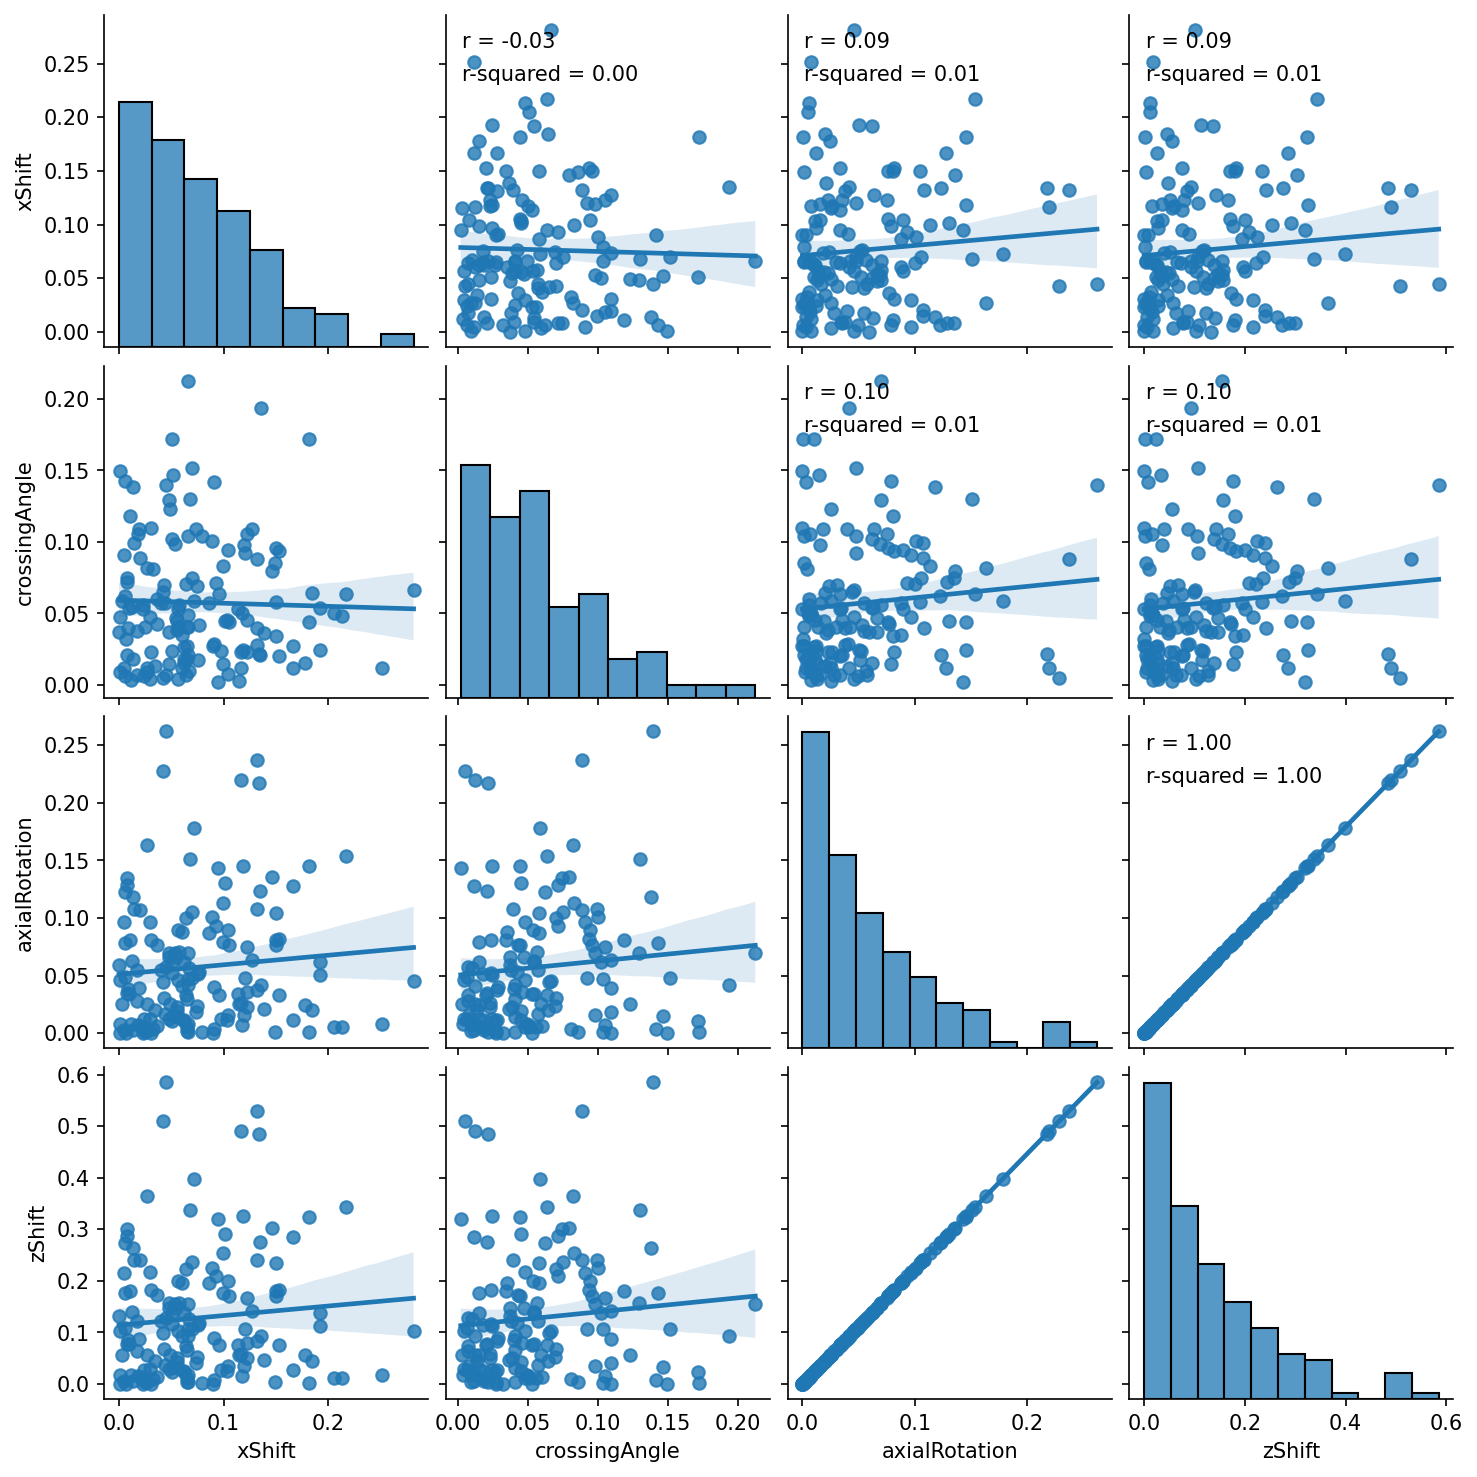 r = -0.03
r-squared = 0.00
r = 0.09
r-squared = 0.01
r = 0.09
r-squared = 0.01
0.25
0.20
0.15
0.10
0.05
0.00
xShift
r = 0.10
r-squared = 0.01
r = 0.10
r-squared = 0.01
0.20
0.15
0.10
0.05
0.00
crossingAngle
r = 1.00
r-squared = 1.00
0.25
0.20
0.15
0.10
0.05
0.00
axialRotation
0.6
0.5
0.4
0.3
0.2
0.1
0.0
zShift
0.0 0.1 0.2
xShift
0.00 0.05 0.10 0.15 0.20
crossingAngle
0.0 0.1 0.2
axialRotation
0.0 0.2 0.4 0.6
zShift